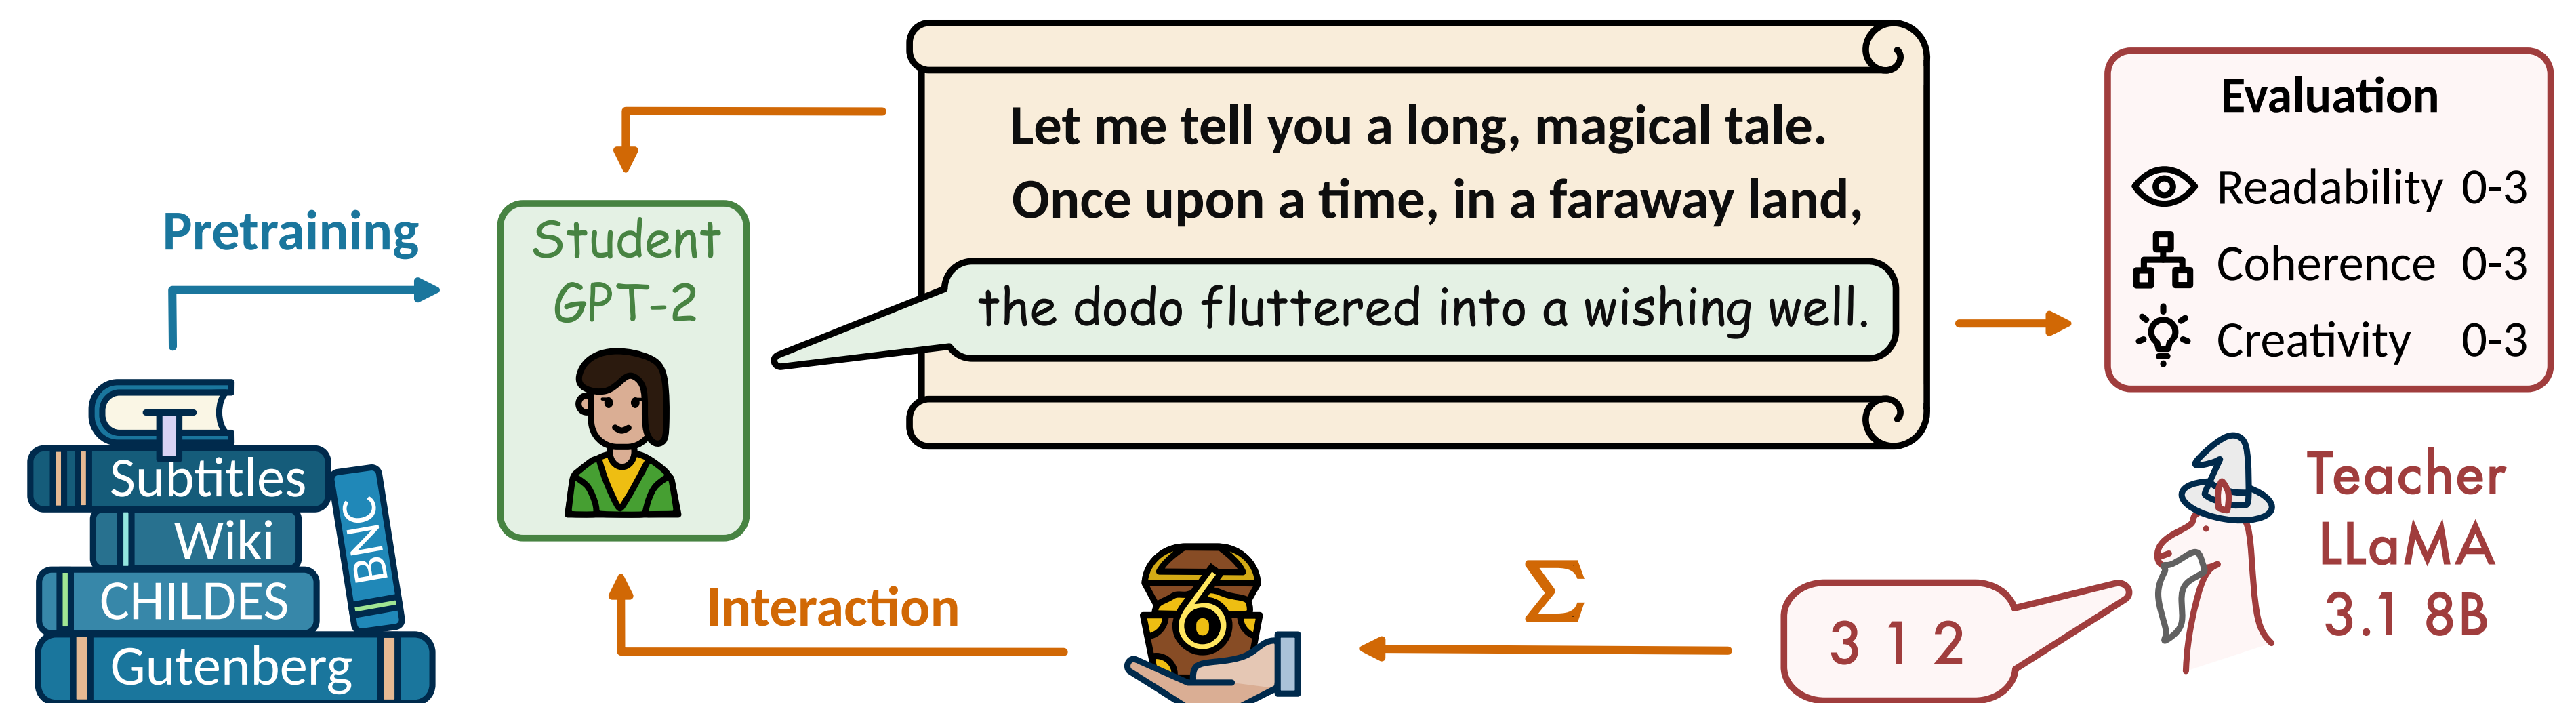 Pretraining
Subtitles
Wiki
BNC
CHILDES
Gutenberg
Student
GPT-2
Let me tell you a long, magical tale.
Once upon a time, in a faraway land,
the dodo fluttered into a wishing well.
Evaluation
Readability 0-3
Coherence 0-3
Creativity 0-3
Teacher
LLaMA
3.1 8B
3 1 2
Σ
6
Interaction